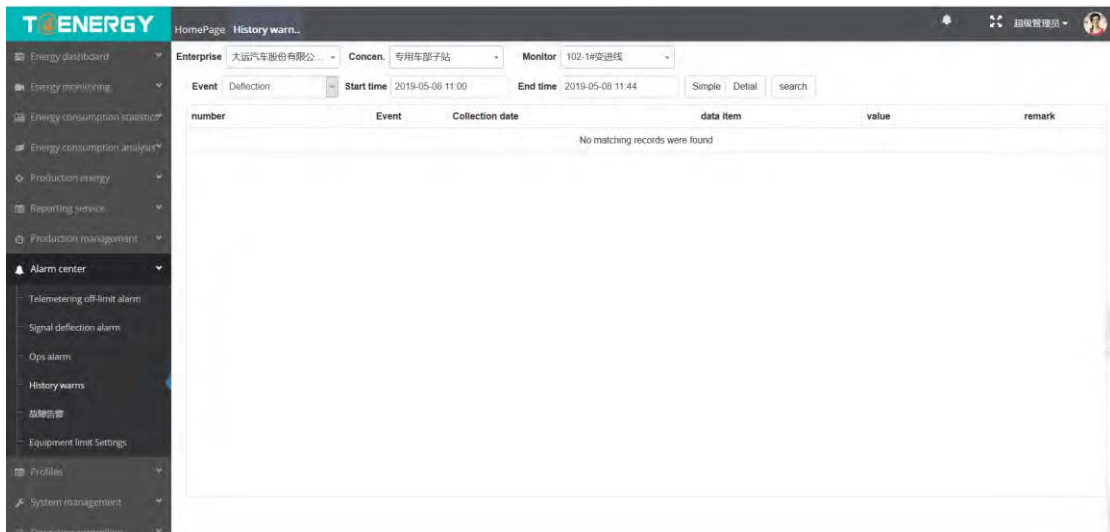 TOENERGY
HomePage History warn..
超级管理员
Energy dashboard
Enterprise 大运汽车股份有限公... Concen. 专用车部子站 Monitor 102-1#变进线
Energy monitoring
Event Deflection Start time 2019-05-08 11:00 End time 2019-05-08 11:44 Simple Detial search
Energy consumption statistics
number Event Collection date data item value remark
No matching records were found
Energy consumption analysis
Production energy
Reporting service
Production management
Alarm center
Telemetering off-limit alarm
Signal deflection alarm
Ops alarm
History warns
故障告警
Equipment limit Settings
Profiles
System management